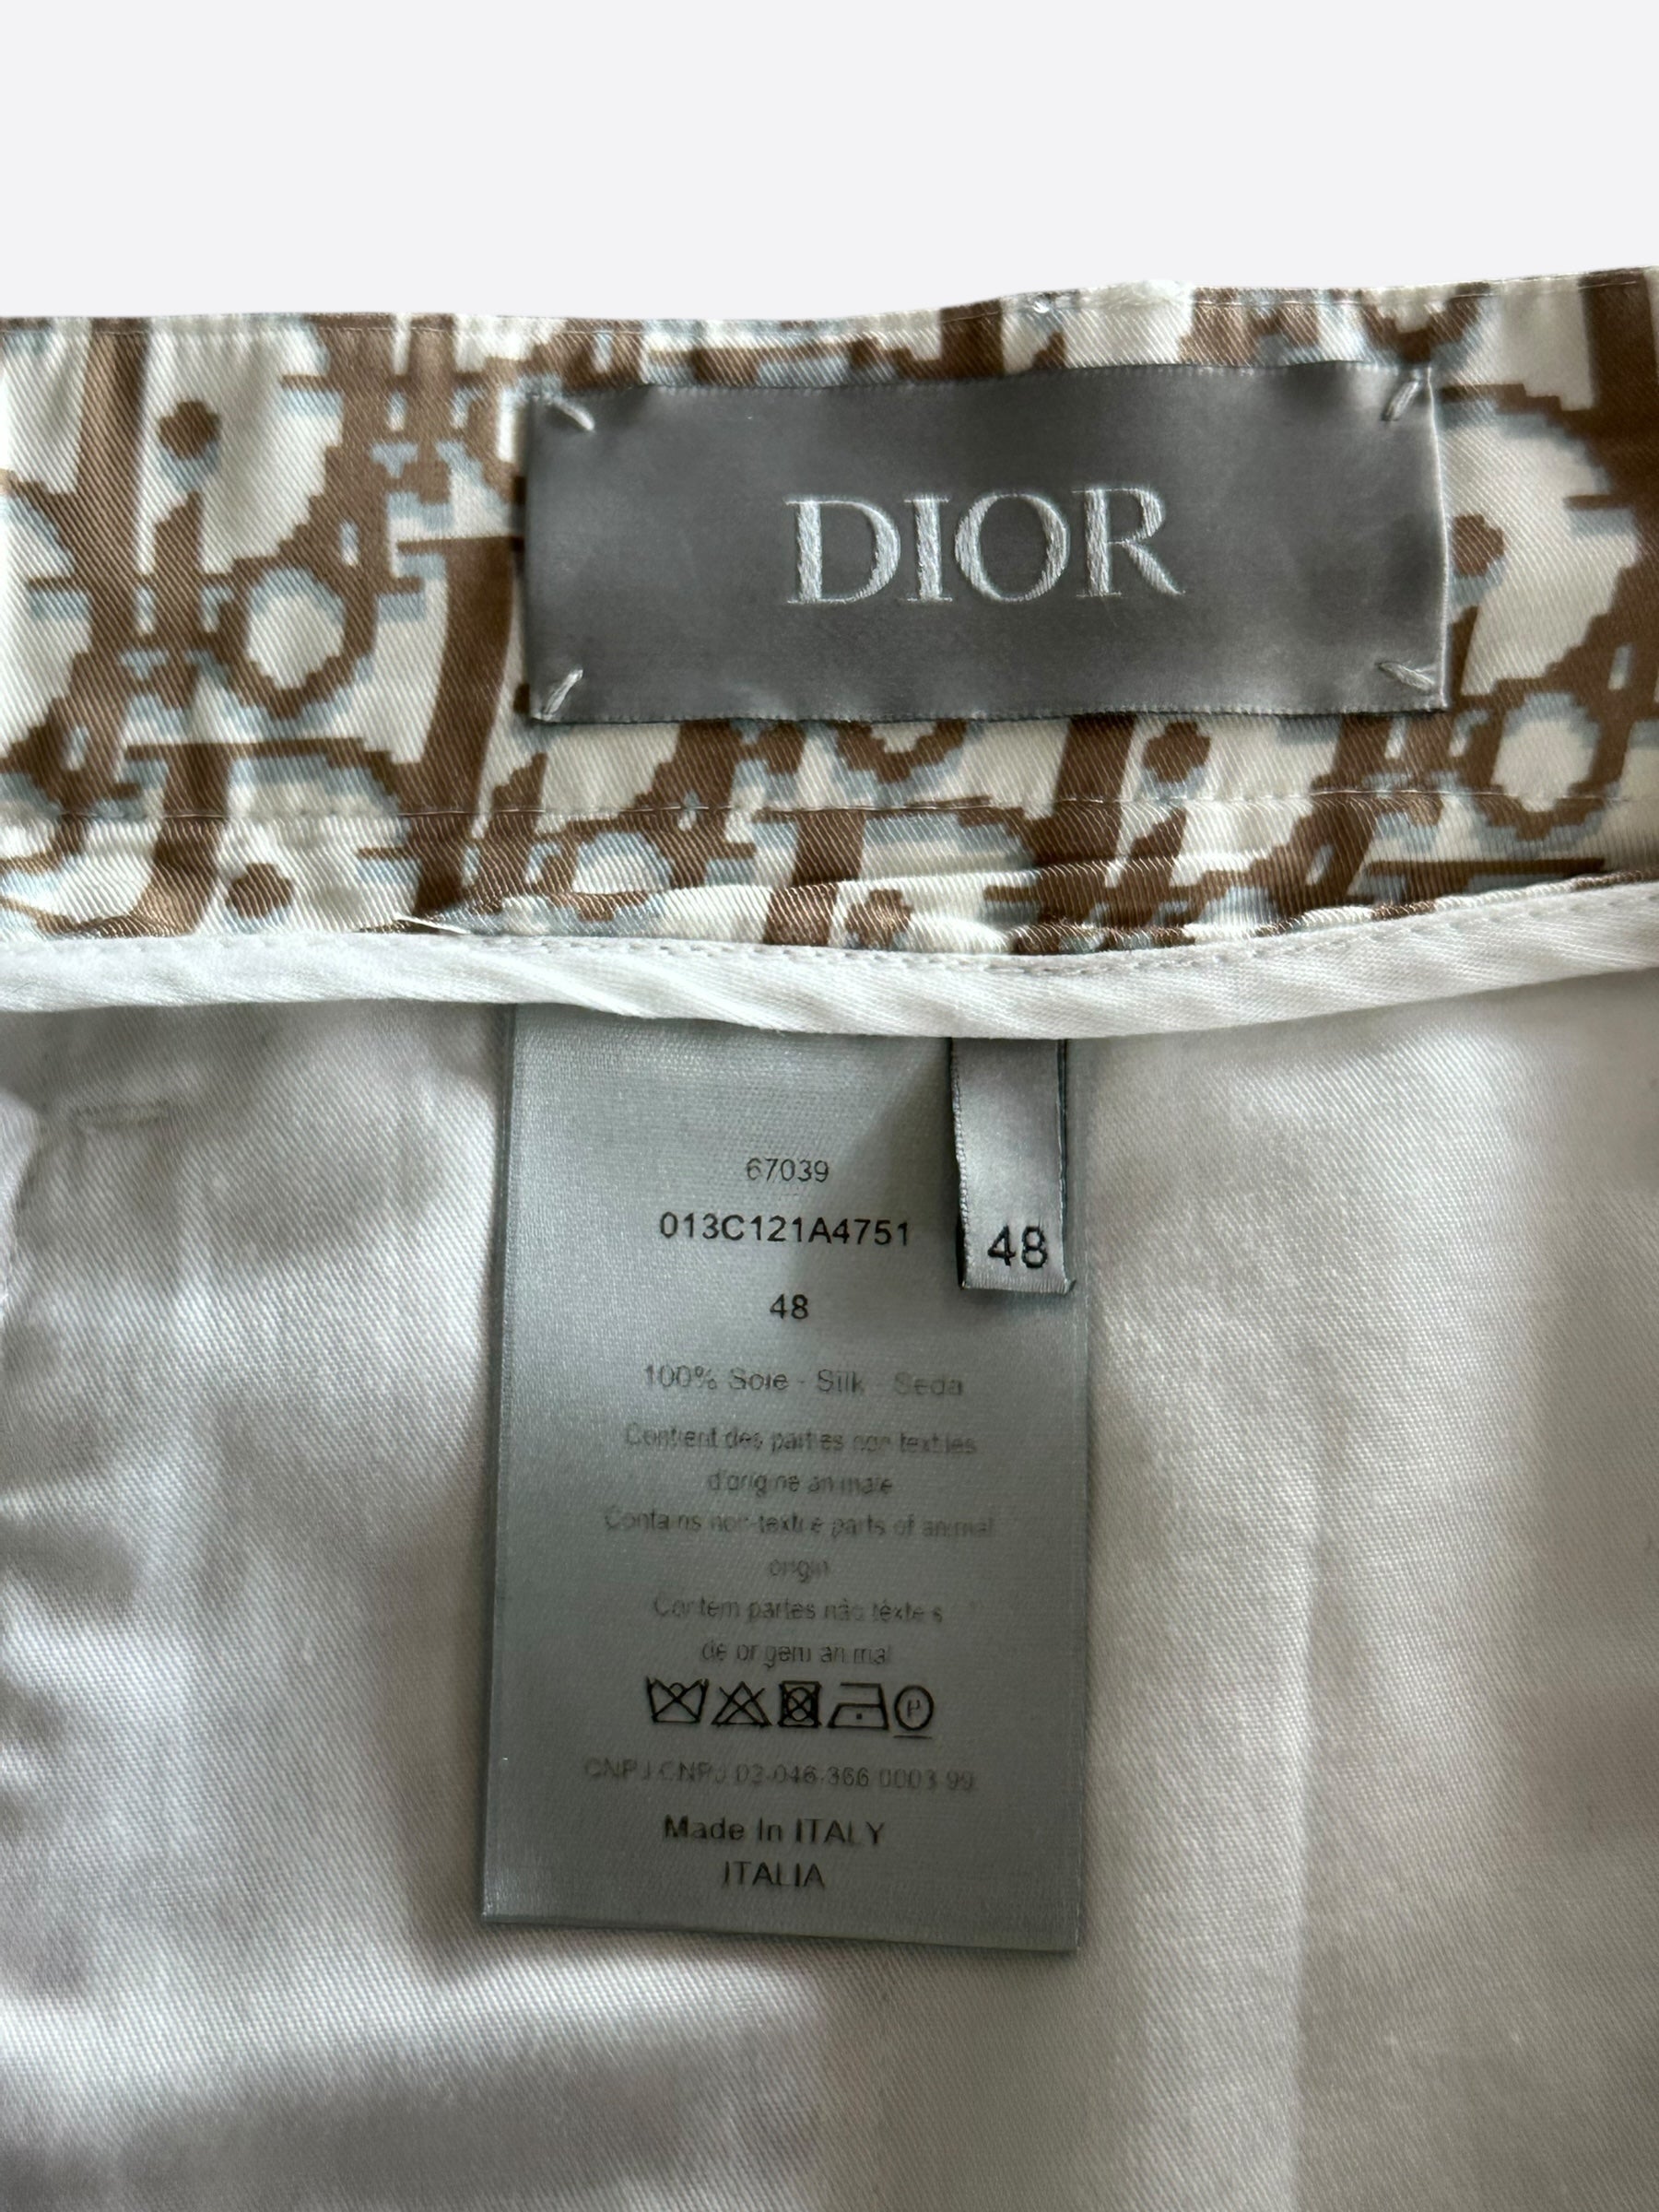 DIOR
67039
013C121A4751
48
48
100% Soie - Silk - Seda
Contient des parties non textiles
d'origine animale
Contains non-textile parts of animal
origin
Contém partes não têxteis
de origem animal
P
CNPJ CNPJ 03.046.366/0003-99
Made In ITALY
ITALIA